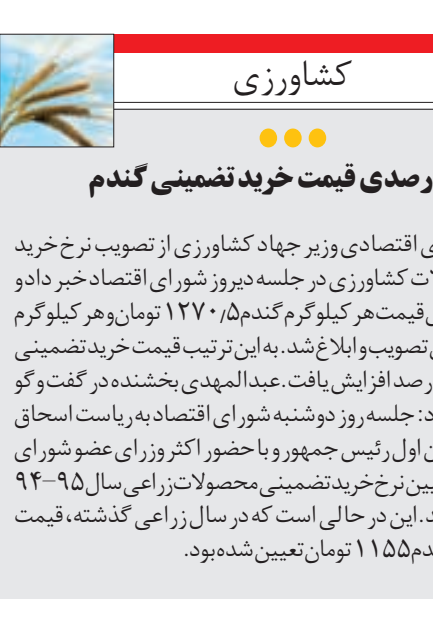 کشاورزی
رصدی قیمت خرید تضمینی گندم
ی اقتصادی وزیر جهاد کشاورزی از تصویب نرخ خرید
لات کشاورزی در جلسه دیروز شورای اقتصاد خبر داد و
قیمت هر کیلوگرم گندم ۱۲۷۰٫۵ تومان و هر کیلوگرم
تصویب و ابلاغ شد. به این ترتیب قیمت خرید تضمینی
رصد افزایش یافت. عبدالمهدی بخشنده در گفت و گو
د: جلسه روز دوشنبه شورای اقتصاد به ریاست اسحاق
ن اول رئیس جمهور و با حضور اکثر وزرای عضو شورای
یین نرخ خرید تضمینی محصولات زراعی سال ۹۵-۹۴
د. این در حالی است که در سال زراعی گذشته، قیمت
دم ۱۱۵۵ تومان تعیین شده بود.